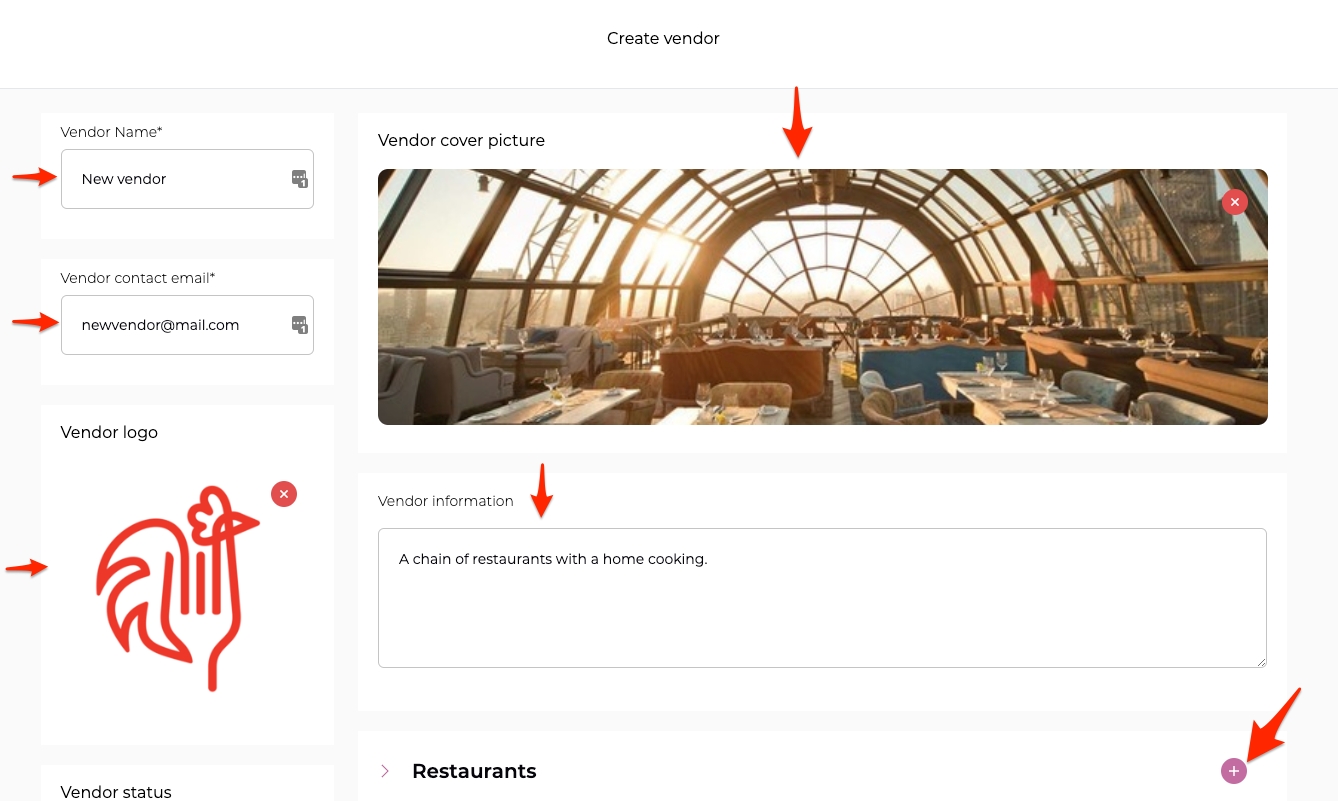 Create vendor
Vendor Name*
New vendor
Vendor contact email*
newvendor@mail.com
Vendor logo
Vendor status
Vendor cover picture
Vendor information
A chain of restaurants with a home cooking.
Restaurants